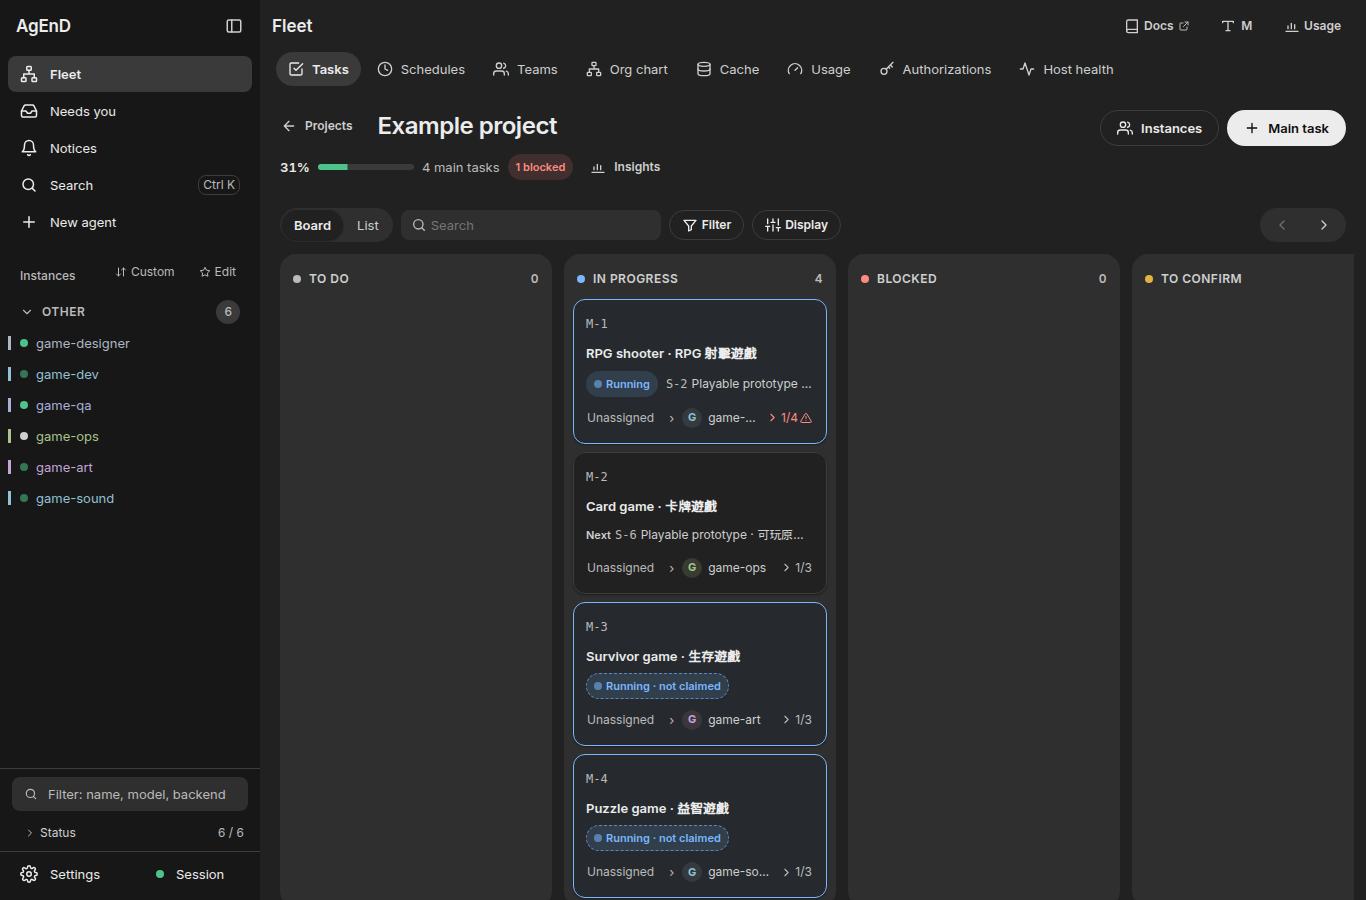 AgEnD
Fleet
Needs you
Notices
Search Ctrl K
New agent
Instances Custom Edit
OTHER 6
game-designer
game-dev
game-qa
game-ops
game-art
game-sound
Filter: name, model, backend
Status 6 / 6
Settings Session
Fleet
Docs M Usage
Tasks Schedules Teams Org chart Cache Usage Authorizations Host health
Projects Example project
Instances Main task
31% 4 main tasks 1 blocked Insights
Board List Search Filter Display
TO DO 0
IN PROGRESS 4
M-1
RPG shooter · RPG 射擊遊戲
Running S-2 Playable prototype ...
Unassigned › G game-... 1/4
M-2
Card game · 卡牌遊戲
Next S-6 Playable prototype · 可玩原...
Unassigned › G game-ops 1/3
M-3
Survivor game · 生存遊戲
Running · not claimed
Unassigned › G game-art 1/3
M-4
Puzzle game · 益智遊戲
Running · not claimed
Unassigned › G game-so... 1/3
BLOCKED 0
TO CONFIRM